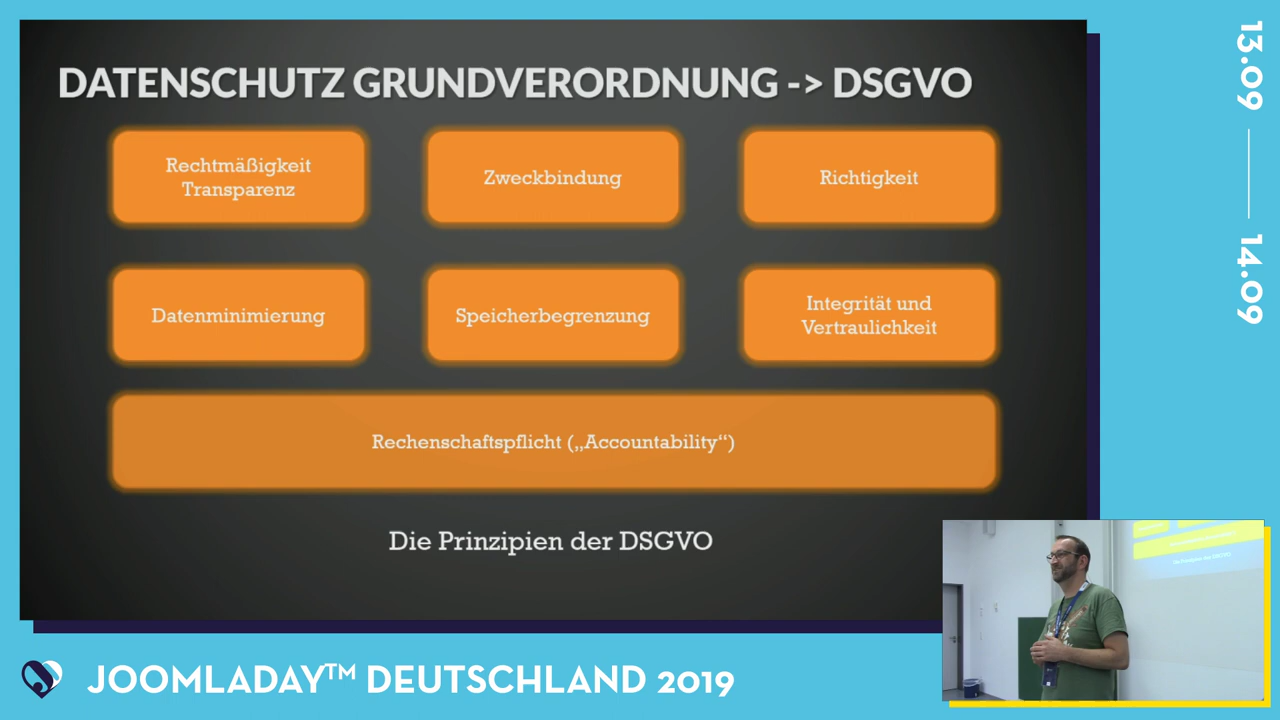 DATENSCHUTZ GRUNDVERORDNUNG -> DSGVO
Rechtmäßigkeit
Transparenz
Zweckbindung
Richtigkeit
Datenminimierung
Speicherbegrenzung
Integrität und
Vertraulichkeit
Rechenschaftspflicht („Accountability“)
Die Prinzipien der DSGVO
13.09
14.09
JOOMLADAY™ DEUTSCHLAND 2019